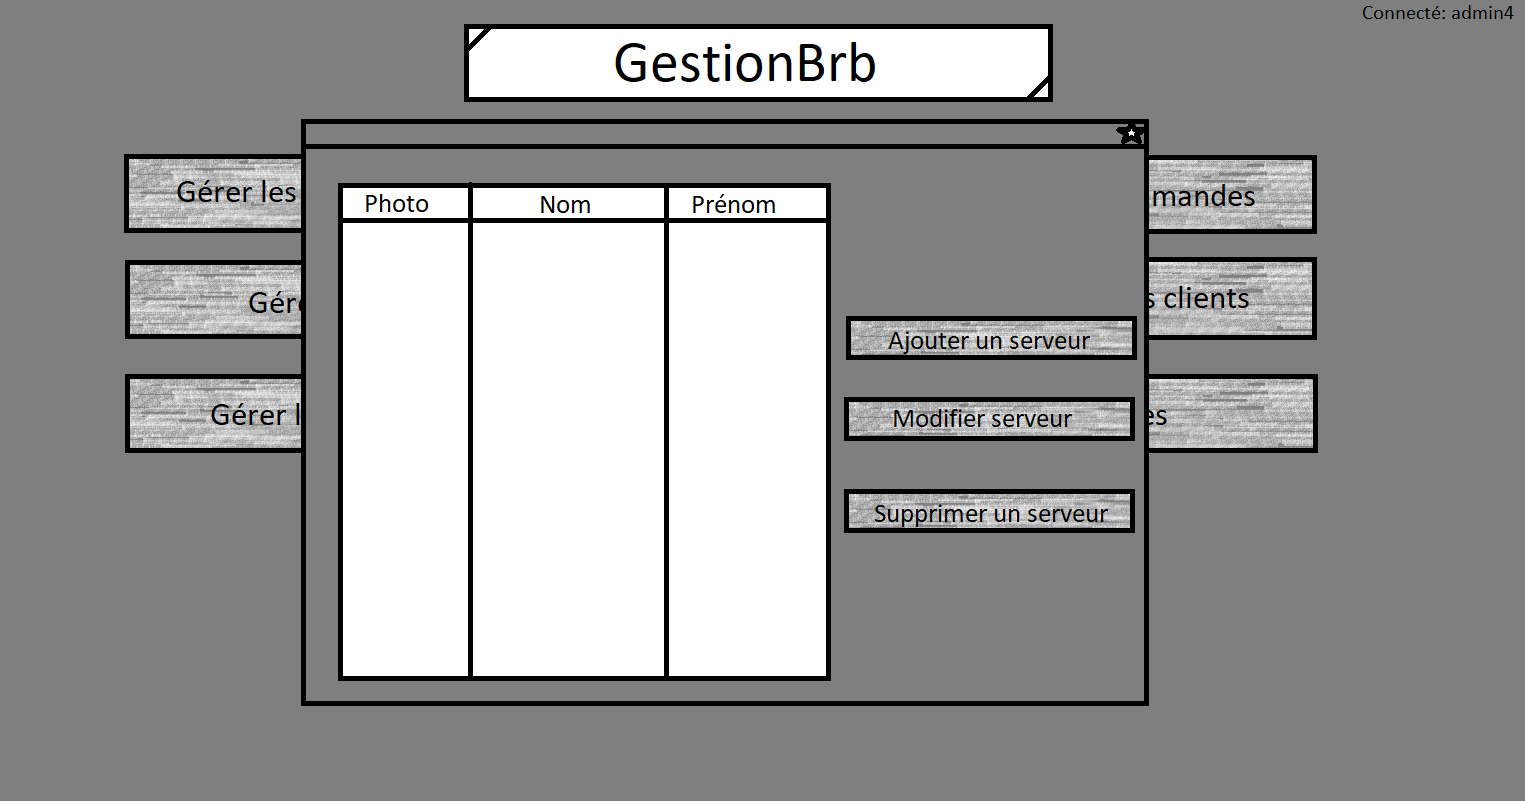 Connecté: admin4
GestionBrb
Gérer les
mandes
Photo Nom Prénom
Gére
s clients
Ajouter un serveur
Gérer l
es
Modifier serveur
Supprimer un serveur